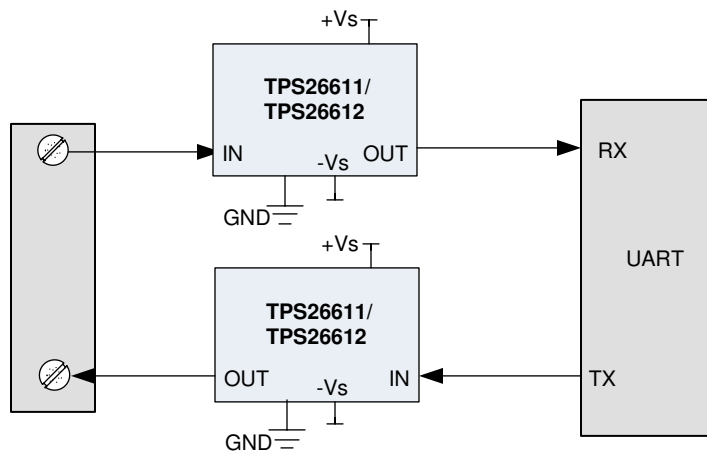 +Vs
TPS26611/
TPS26612
IN
-Vs
OUT
GND
RX
UART
+Vs
TPS26611/
TPS26612
OUT
-Vs
IN
GND
TX